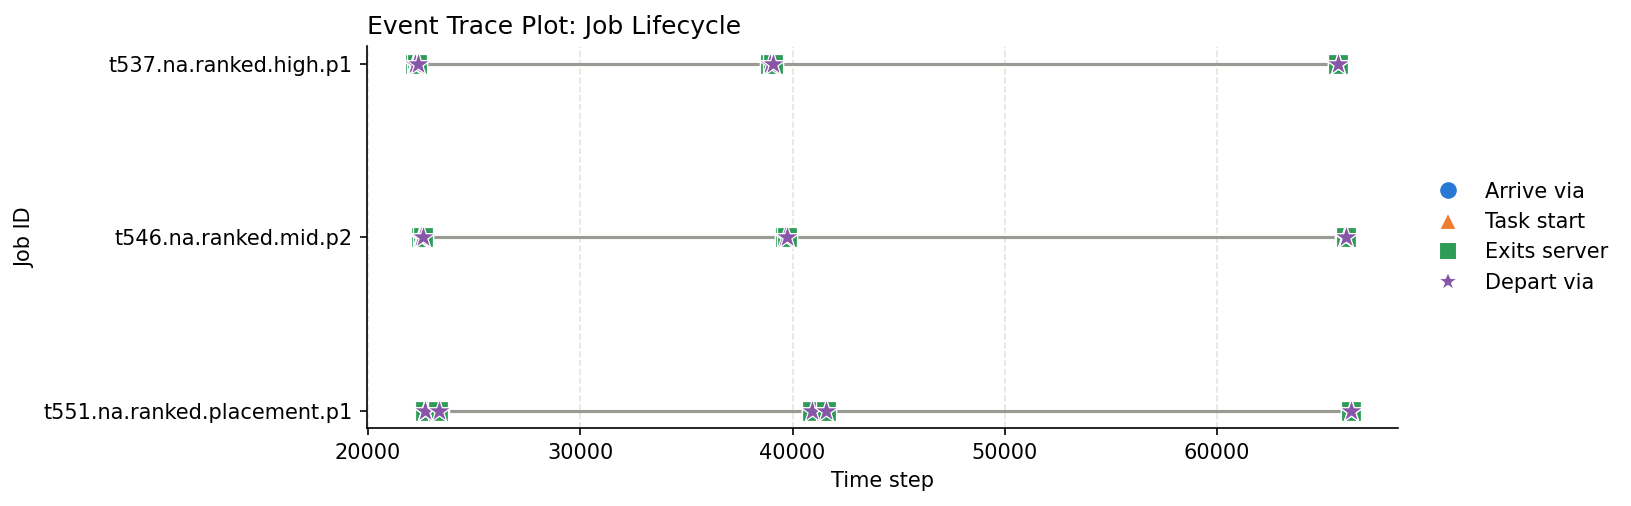 Event Trace Plot: Job Lifecycle
t537.na.ranked.high.p1
t546.na.ranked.mid.p2
t551.na.ranked.placement.p1
Job ID
20000 30000 40000 50000 60000
Time step
Arrive via
Task start
Exits server
Depart via